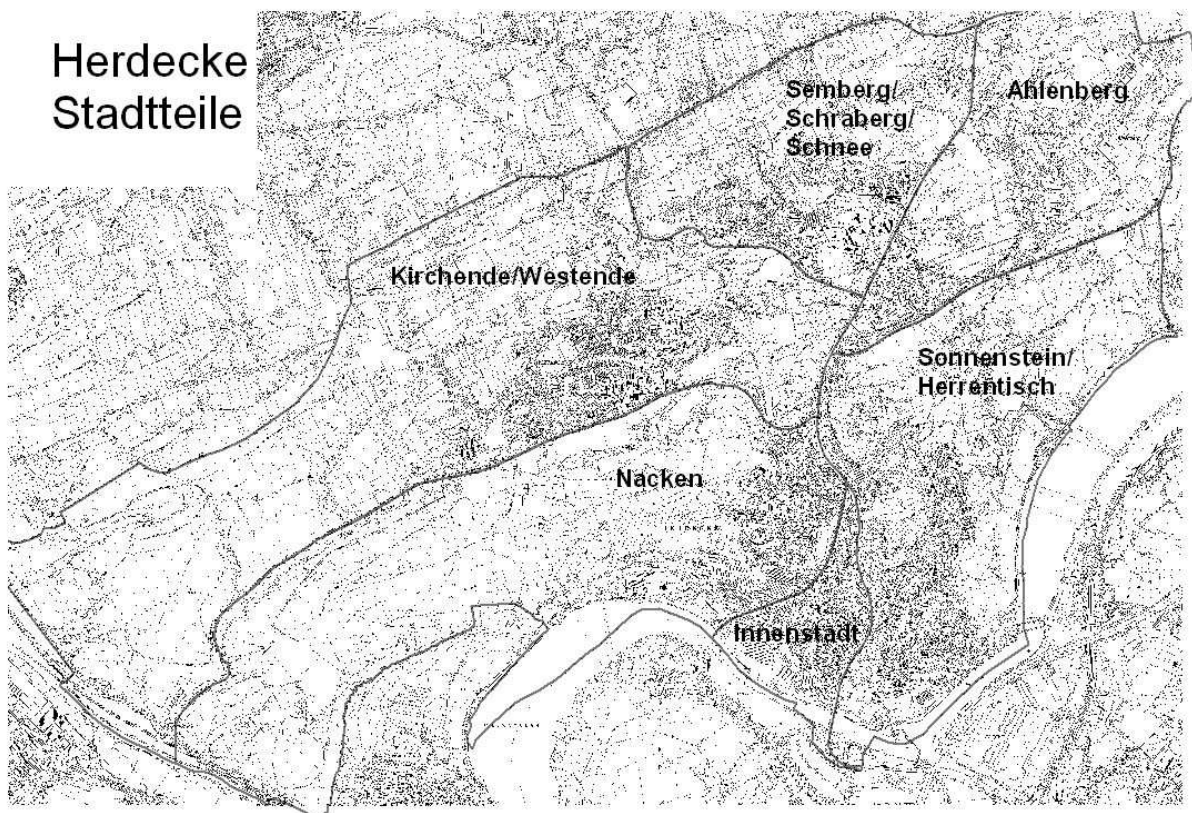 Herdecke
Stadtteile
Semberg/
Schraberg/
Schnee
Ahlenberg
Kirchende/Westende
Sonnenstein/
Herrentisch
Nacken
Innenstadt